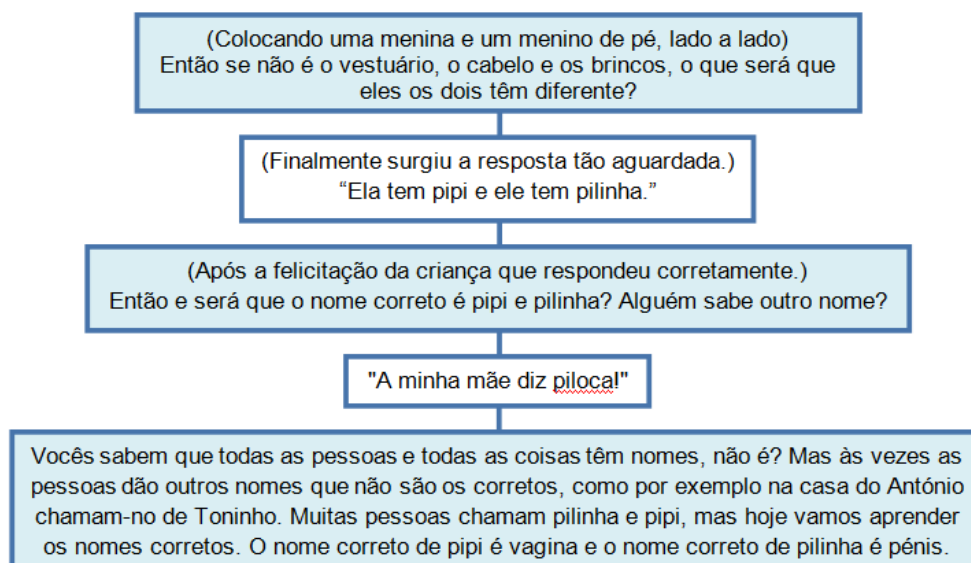 (Colocando uma menina e um menino de pé, lado a lado)
Então se não é o vestuário, o cabelo e os brincos, o que será que
eles os dois têm diferente?
(Finalmente surgiu a resposta tão aguardada.)
“Ela tem pipi e ele tem pilinha.”
(Após a felicitação da criança que respondeu corretamente.)
Então e será que o nome correto é pipi e pilinha? Alguém sabe outro nome?
"A minha mãe diz piloca!"
Vocês sabem que todas as pessoas e todas as coisas têm nomes, não é? Mas às vezes as
pessoas dão outros nomes que não são os corretos, como por exemplo na casa do António
chamam-no de Toninho. Muitas pessoas chamam pilinha e pipi, mas hoje vamos aprender
os nomes corretos. O nome correto de pipi é vagina e o nome correto de pilinha é pénis.